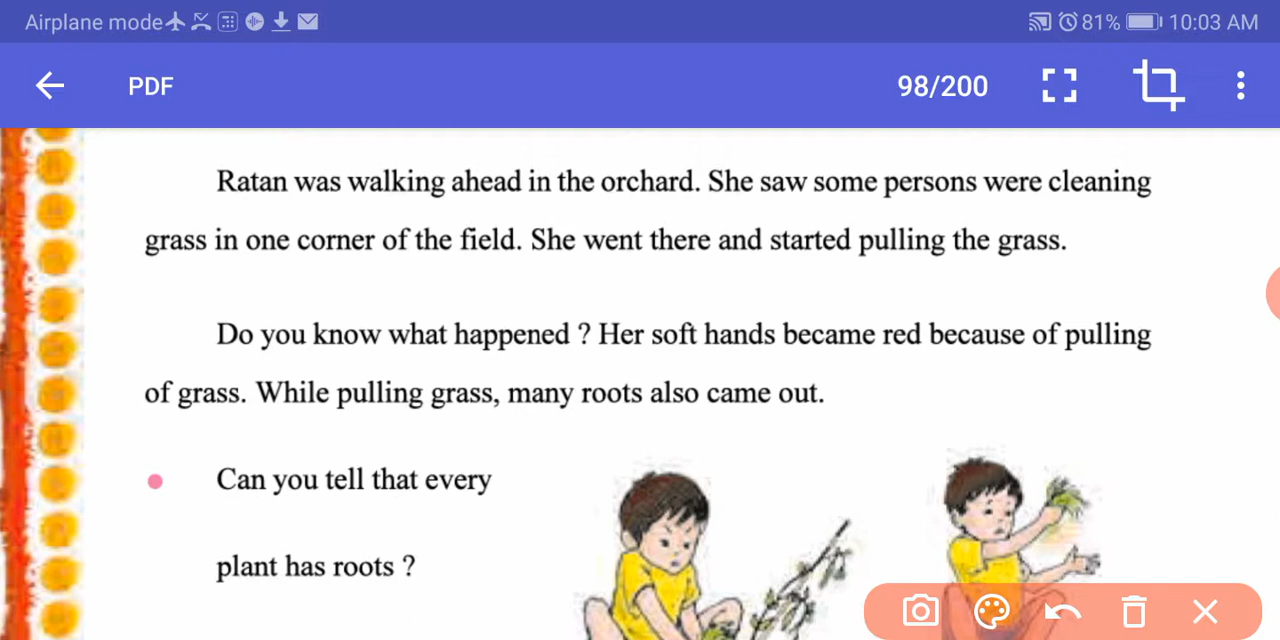 Airplane mode 81% 10:03 AM
PDF 98/200
Ratan was walking ahead in the orchard. She saw some persons were cleaning
grass in one corner of the field. She went there and started pulling the grass.
Do you know what happened ? Her soft hands became red because of pulling
of grass. While pulling grass, many roots also came out.
Can you tell that every
plant has roots ?